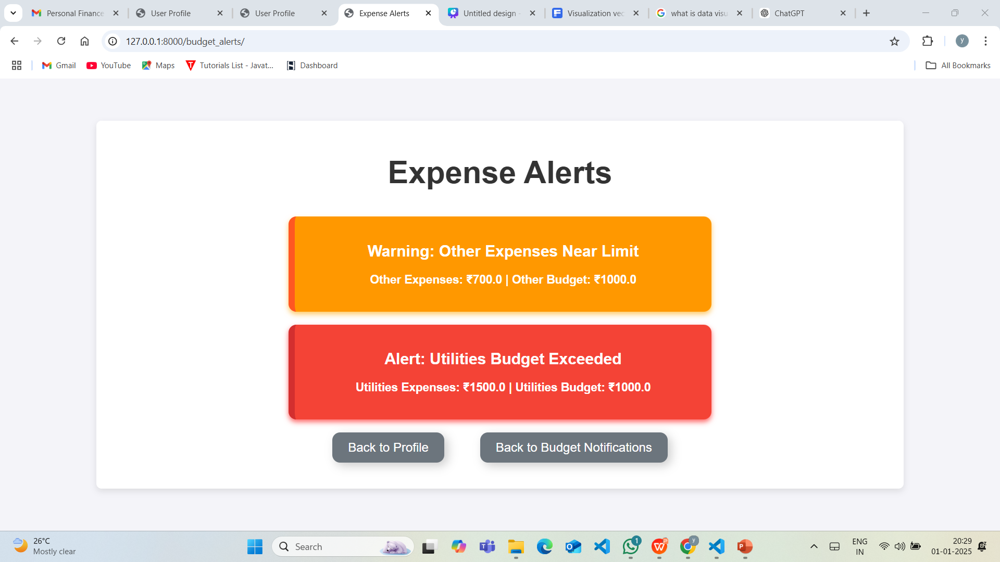 Personal Finance
User Profile
User Profile
Expense Alerts
Untitled design -
Visualization vec
what is data visu
ChatGPT
127.0.0.1:8000/budget_alerts/
y
Gmail
YouTube
Maps
Tutorials List - Javat...
Dashboard
All Bookmarks
Expense Alerts
Warning: Other Expenses Near Limit
Other Expenses: ₹700.0 | Other Budget: ₹1000.0
Alert: Utilities Budget Exceeded
Utilities Expenses: ₹1500.0 | Utilities Budget: ₹1000.0
Back to Profile
Back to Budget Notifications
26°C
Mostly clear
Search
1
y
ENG
IN
20:29
01-01-2025